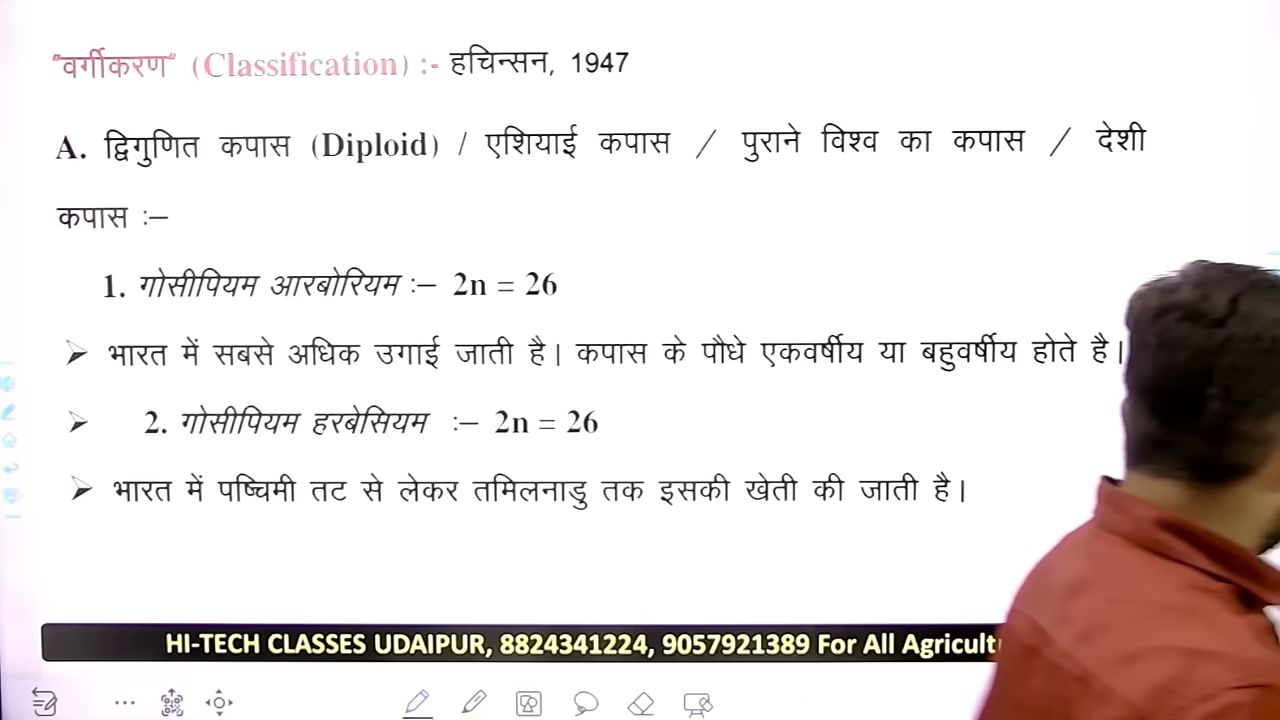 "वर्गीकरण" (Classification) :- हचिन्सन, 1947
A. द्विगुणित कपास (Diploid) / एशियाई कपास / पुराने विश्व का कपास / देशी
कपास :–
1. गोसीपियम आरबोरियम :– 2n = 26
➢ भारत में सबसे अधिक उगाई जाती है। कपास के पौधे एकवर्षीय या बहुवर्षीय होते है।
➢ 2. गोसीपियम हरबेसियम :– 2n = 26
➢ भारत में पष्चिमी तट से लेकर तमिलनाडु तक इसकी खेती की जाती है।
HI-TECH CLASSES UDAIPUR, 8824341224, 9057921389 For All